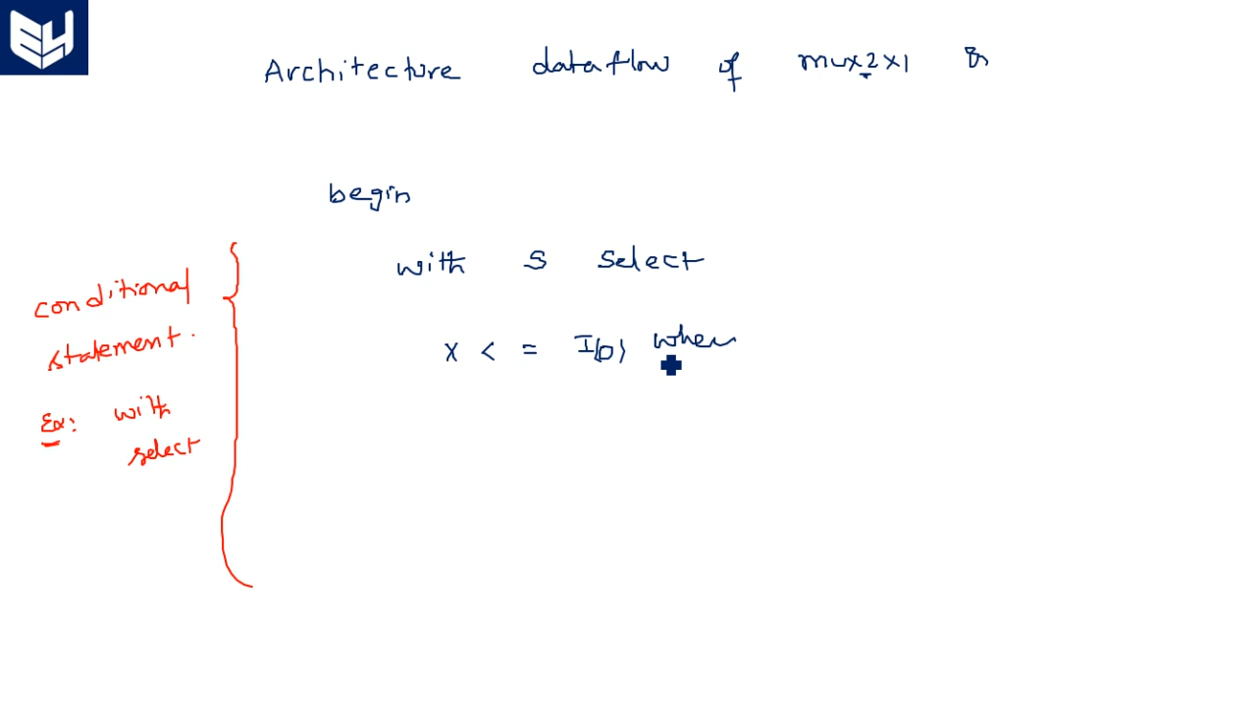 Architecture dataflow of mux2x1 is
begin
with S select
X <= I(0) when
conditional
statement.
Ex: with
select